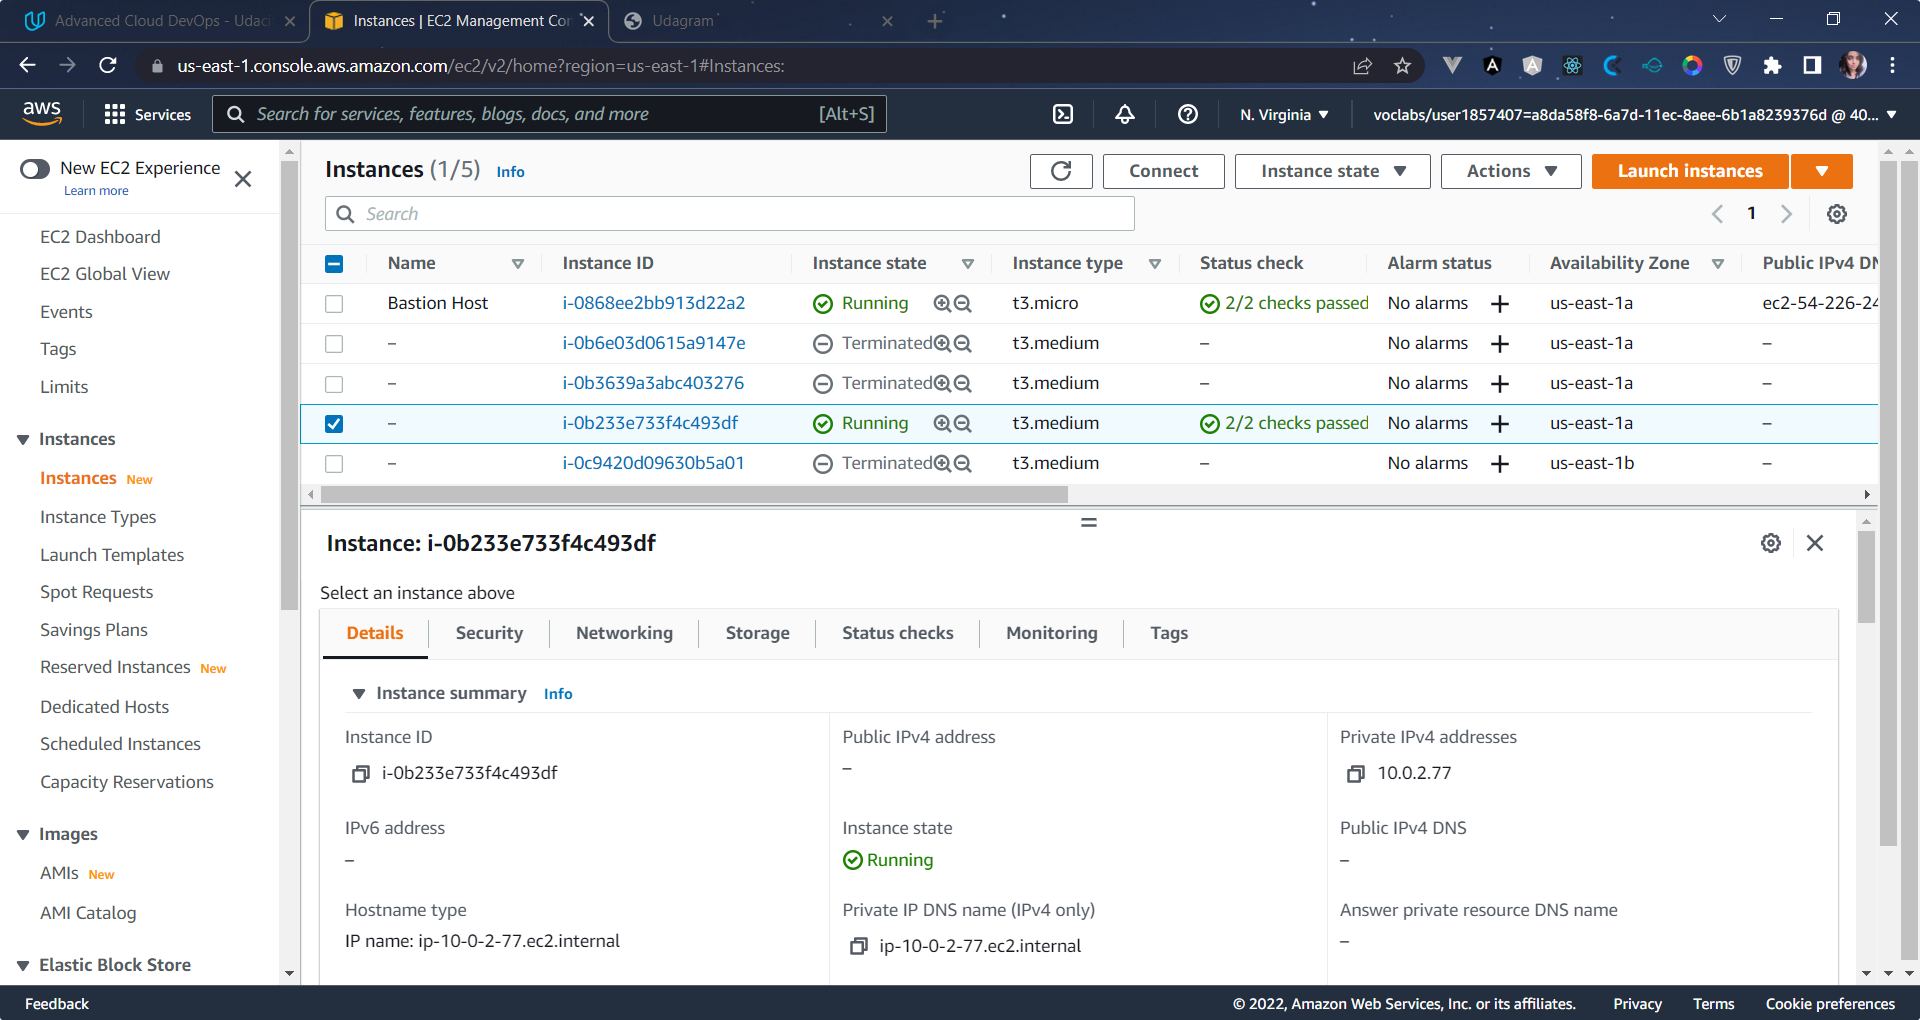 Advanced Cloud DevOps - Udac
Instances | EC2 Management Con
Udagram
us-east-1.console.aws.amazon.com/ec2/v2/home?region=us-east-1#Instances:
aws
Services
Search for services, features, blogs, docs, and more
[Alt+S]
N. Virginia
voclabs/user1857407=a8da58f8-6a7d-11ec-8aee-6b1a8239376d @ 40...
New EC2 Experience
Learn more
EC2 Dashboard
EC2 Global View
Events
Tags
Limits
Instances
Instances New
Instance Types
Launch Templates
Spot Requests
Savings Plans
Reserved Instances New
Dedicated Hosts
Scheduled Instances
Capacity Reservations
Images
AMIs New
AMI Catalog
Elastic Block Store
Instances (1/5) Info
Connect
Instance state
Actions
Launch instances
Search
1
Name Instance ID Instance state Instance type Status check Alarm status Availability Zone Public IPv4 DN
Bastion Host i-0868ee2bb913d22a2 Running t3.micro 2/2 checks passed No alarms + us-east-1a ec2-54-226-24
– i-0b6e03d0615a9147e Terminated t3.medium – No alarms + us-east-1a –
– i-0b3639a3abc403276 Terminated t3.medium – No alarms + us-east-1a –
– i-0b233e733f4c493df Running t3.medium 2/2 checks passed No alarms + us-east-1a –
– i-0c9420d09630b5a01 Terminated t3.medium – No alarms + us-east-1b –
Instance: i-0b233e733f4c493df
Select an instance above
Details Security Networking Storage Status checks Monitoring Tags
Instance summary Info
Instance ID
i-0b233e733f4c493df
Public IPv4 address
–
Private IPv4 addresses
10.0.2.77
IPv6 address
–
Instance state
Running
Public IPv4 DNS
–
Hostname type
IP name: ip-10-0-2-77.ec2.internal
Private IP DNS name (IPv4 only)
ip-10-0-2-77.ec2.internal
Answer private resource DNS name
–
Feedback
© 2022, Amazon Web Services, Inc. or its affiliates.
Privacy
Terms
Cookie preferences